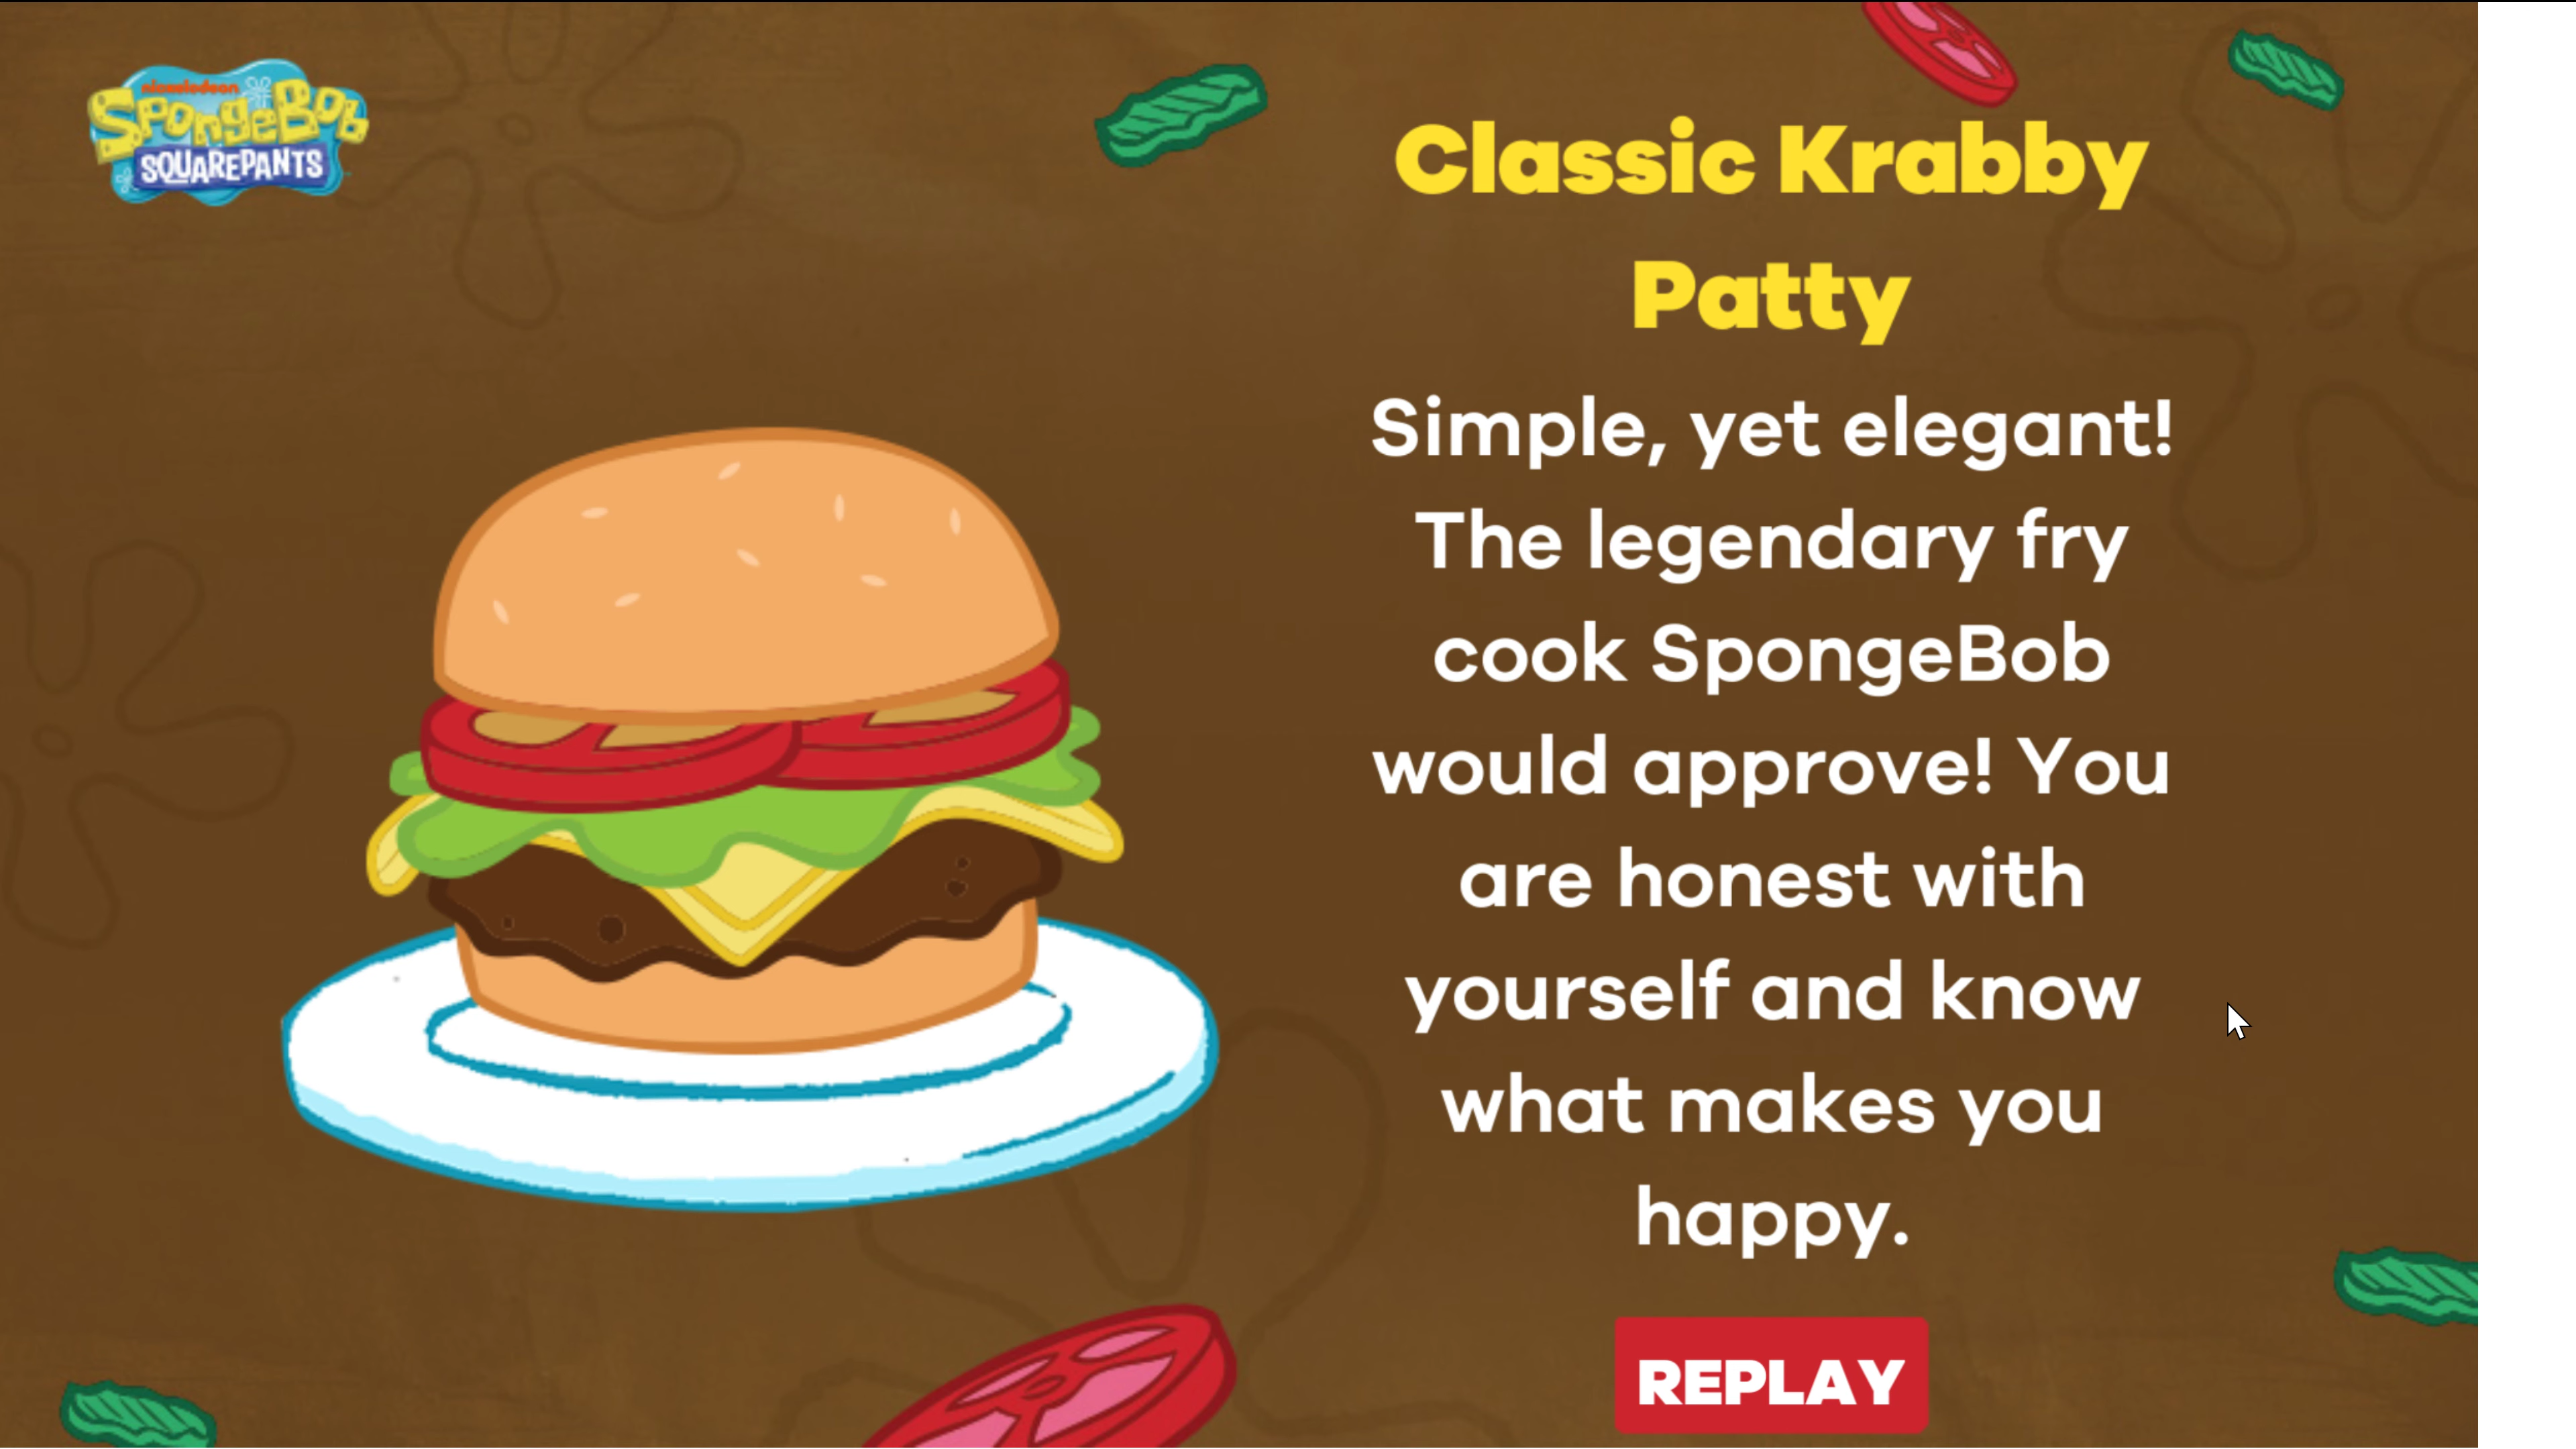 nickelodeon
SpongeBob
SQUAREPANTS
Classic Krabby
Patty
Simple, yet elegant!
The legendary fry
cook SpongeBob
would approve! You
are honest with
yourself and know
what makes you
happy.
REPLAY